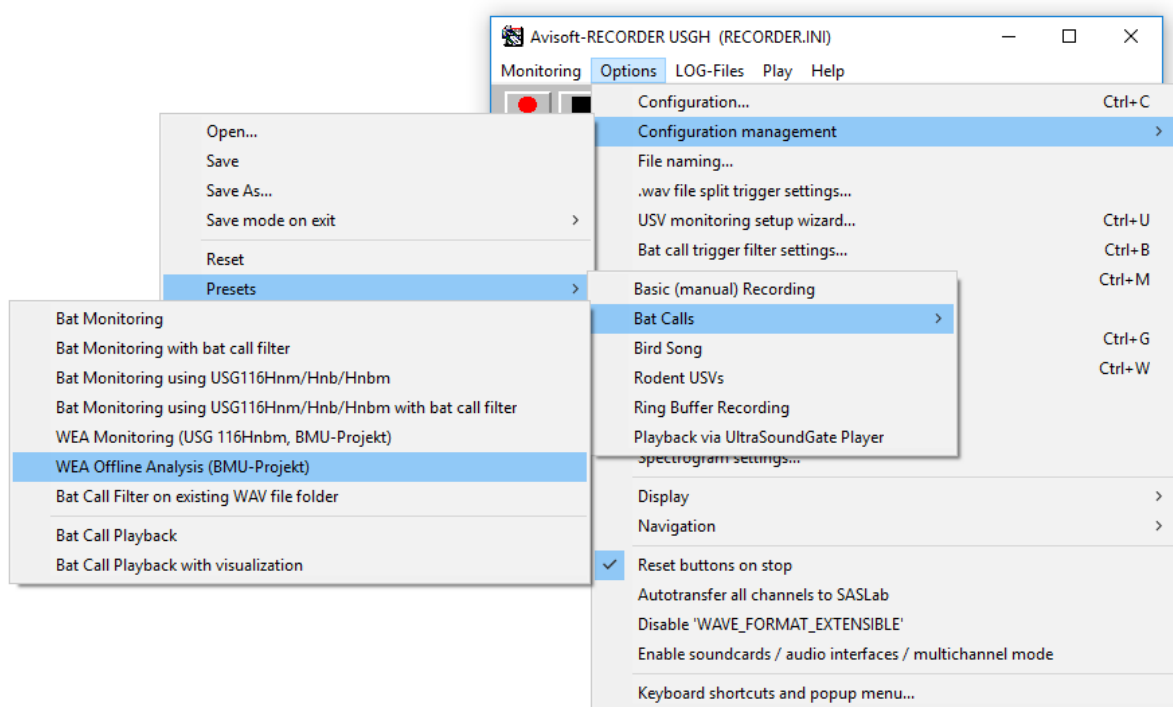 Avisoft-RECORDER USGH (RECORDER.INI)
Monitoring Options LOG-Files Play Help
Configuration... Ctrl+C
Configuration management
File naming...
.wav file split trigger settings...
USV monitoring setup wizard... Ctrl+U
Bat call trigger filter settings... Ctrl+B
Ctrl+M
Ctrl+G
Ctrl+W
Spectrogram settings...
Display
Navigation
Reset buttons on stop
Autotransfer all channels to SASLab
Disable 'WAVE_FORMAT_EXTENSIBLE'
Enable soundcards / audio interfaces / multichannel mode
Keyboard shortcuts and popup menu...
Open...
Save
Save As...
Save mode on exit
Reset
Presets
Basic (manual) Recording
Bat Calls
Bird Song
Rodent USVs
Ring Buffer Recording
Playback via UltraSoundGate Player
Bat Monitoring
Bat Monitoring with bat call filter
Bat Monitoring using USG116Hnm/Hnb/Hnbm
Bat Monitoring using USG116Hnm/Hnb/Hnbm with bat call filter
WEA Monitoring (USG 116Hnbm, BMU-Projekt)
WEA Offline Analysis (BMU-Projekt)
Bat Call Filter on existing WAV file folder
Bat Call Playback
Bat Call Playback with visualization